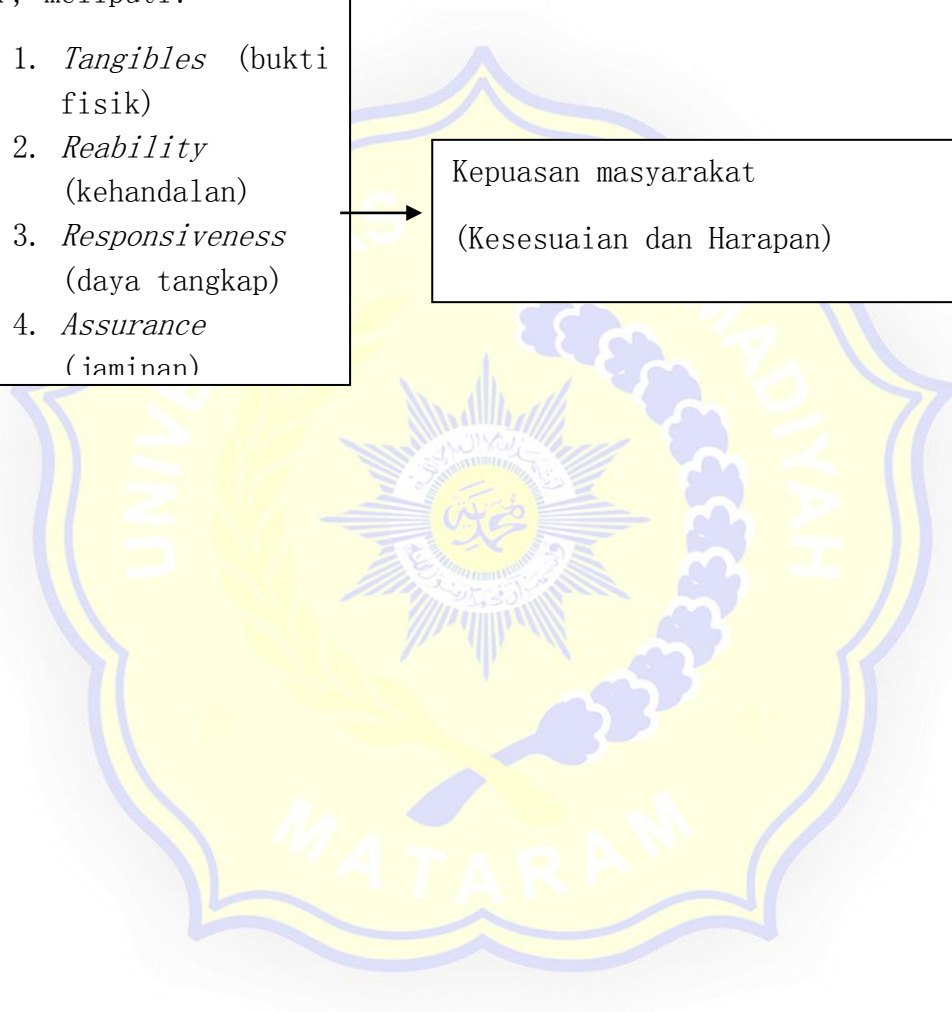 meliputi:
1. Tangibles (bukti
fisik)
2. Reability
(kehandalan)
3. Responsiveness
(daya tangkap)
4. Assurance
(jaminan)
Kepuasan masyarakat
(Kesesuaian dan Harapan)
MATARAM